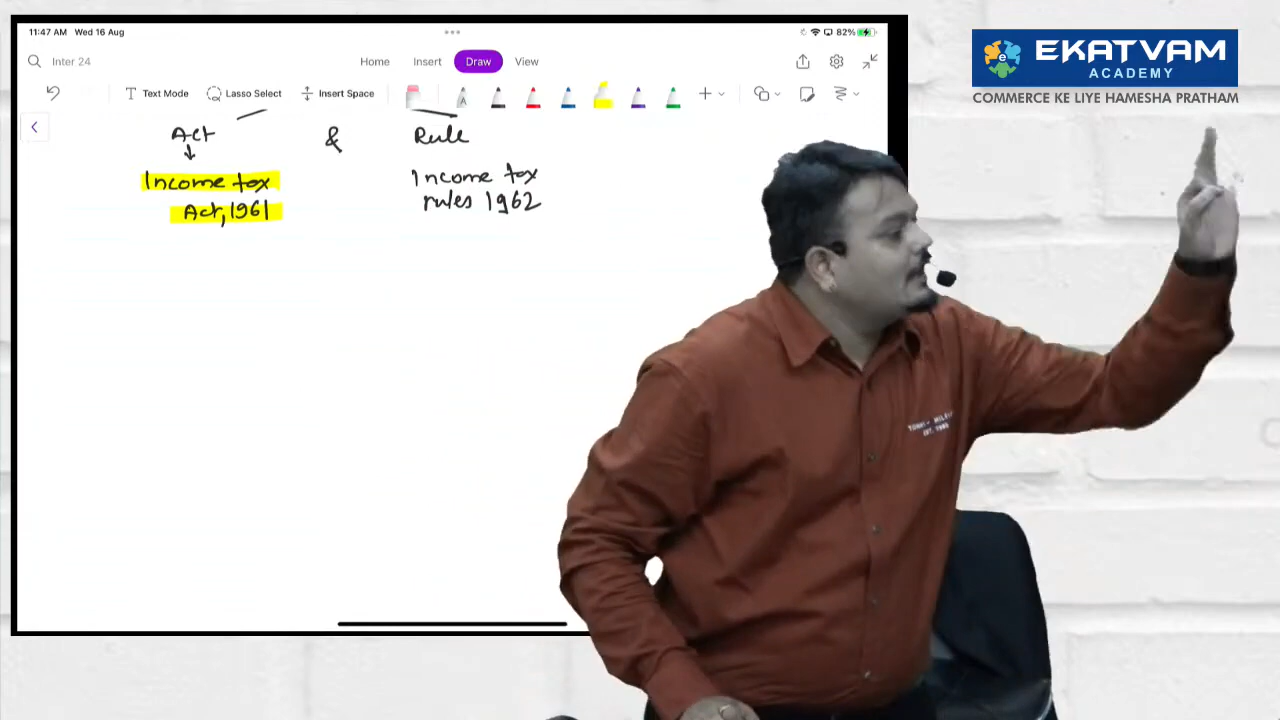 11:47 AM Wed 16 Aug
82%
Inter 24
Home Insert Draw View
Text Mode Lasso Select Insert Space
Act & Rule
Income tax
Act, 1961
Income tax
rules 1962
EKATVAM
ACADEMY
COMMERCE KE LIYE HAMESHA PRATHAM